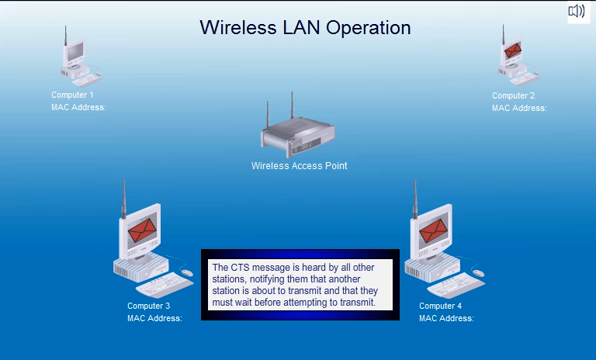 Wireless LAN Operation
Computer 1
MAC Address:
Computer 2
MAC Address:
Wireless Access Point
The CTS message is heard by all other
stations, notifying them that another
station is about to transmit and that they
must wait before attempting to transmit.
Computer 3
MAC Address:
Computer 4
MAC Address: